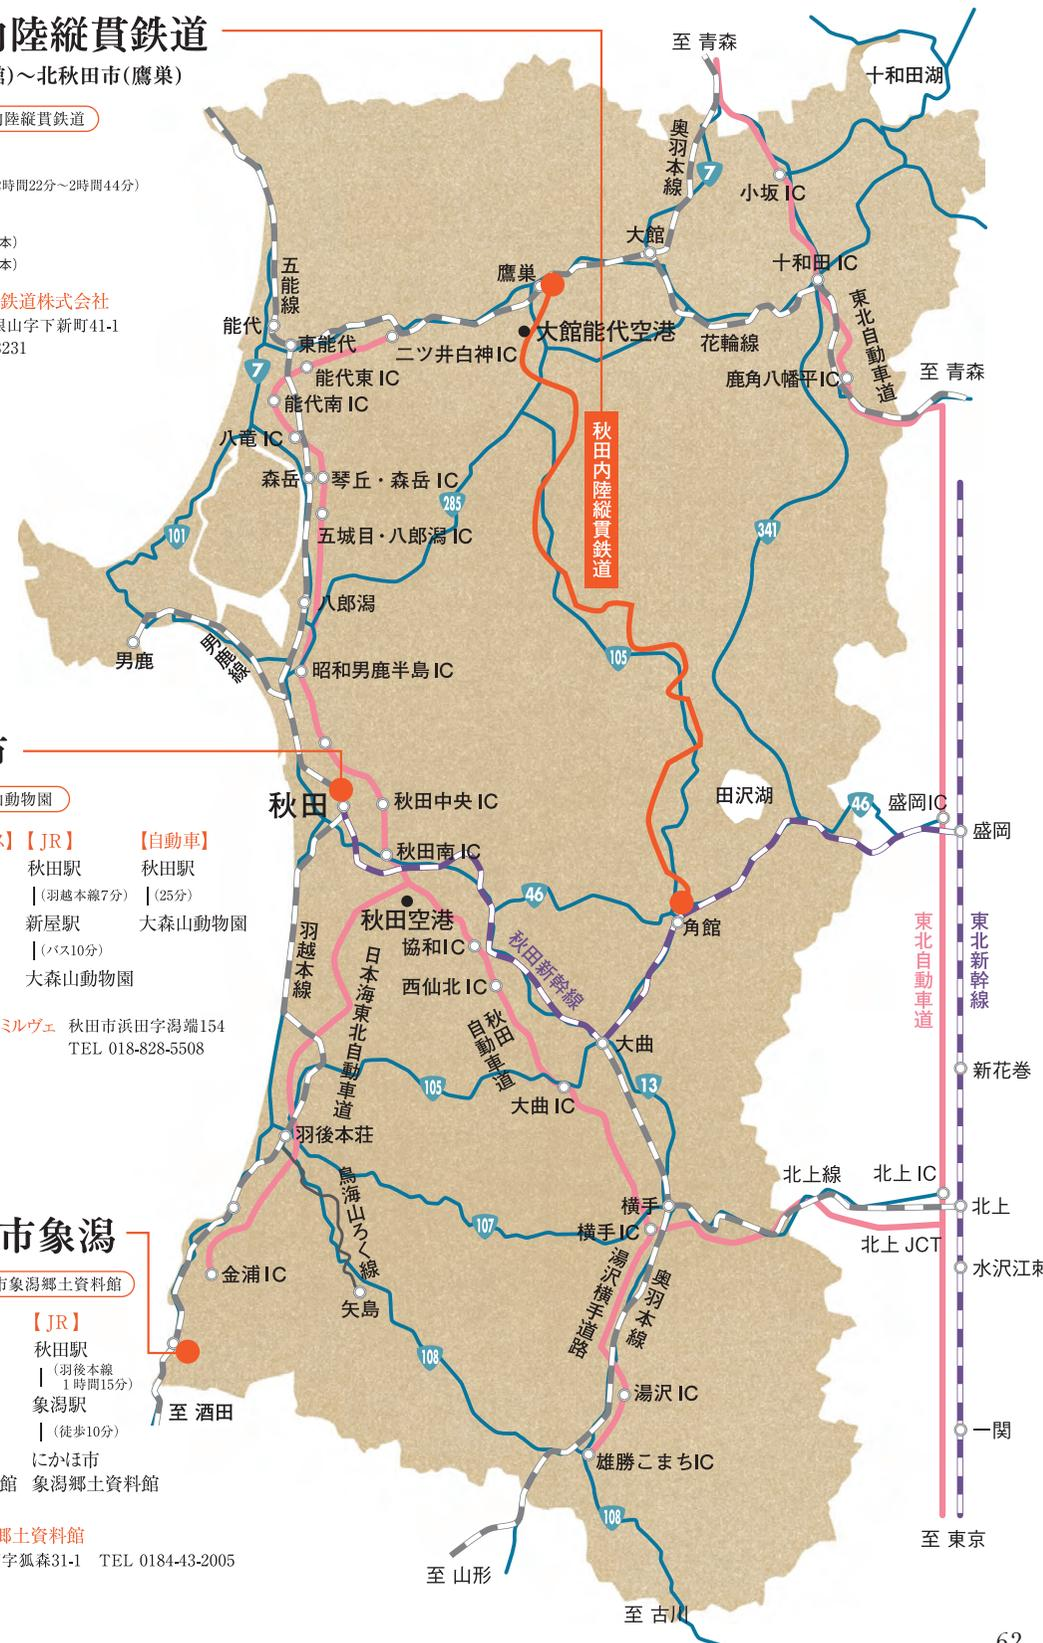 陸縦貫鉄道
)～北秋田市(鷹巣)
陸縦貫鉄道
時間22分～2時間44分)
本)
本)
鉄道株式会社
山字下新町41-1
231
市
山動物園
【JR】
秋田駅
(羽越本線7分)
新屋駅
(バス10分)
大森山動物園
【自動車】
秋田駅
(25分)
大森山動物園
ミルヴェ 秋田市浜田字潟端154
TEL 018-828-5508
市象潟
市象潟郷土資料館
【JR】
秋田駅
(羽後本線
1時間15分)
象潟駅
(徒歩10分)
にかほ市
館 象潟郷土資料館
郷土資料館
字狐森31-1 TEL 0184-43-2005
至 青森
十和田湖
奥羽本線
7
小坂 IC
大館
十和田 IC
鷹巣
五能線
東北自動車道
能代
大館能代空港
東能代
二ツ井白神IC
花輪線
7
能代東 IC
鹿角八幡平IC
至 青森
能代南 IC
八竜 IC
秋田内陸縦貫鉄道
森岳
琴丘・森岳 IC
285
101
五城目・八郎潟 IC
341
八郎潟
男鹿
男鹿線
昭和男鹿半島 IC
105
秋田
秋田中央 IC
田沢湖
46
盛岡IC
盛岡
秋田南 IC
46
秋田空港
角館
羽越本線
協和IC
秋田新幹線
東北自動車道
東北新幹線
日本海東北自動車道
西仙北 IC
秋田自動車道
大曲
105
大曲 IC
13
新花巻
羽後本荘
鳥海山ろく線
北上線
北上 IC
107
横手
北上
横手 IC
北上 JCT
金浦 IC
湯沢横手道路
奥羽本線
水沢江刺
矢島
108
湯沢 IC
至 酒田
一関
雄勝こまちIC
108
至 山形
至 東京
至 古川
62